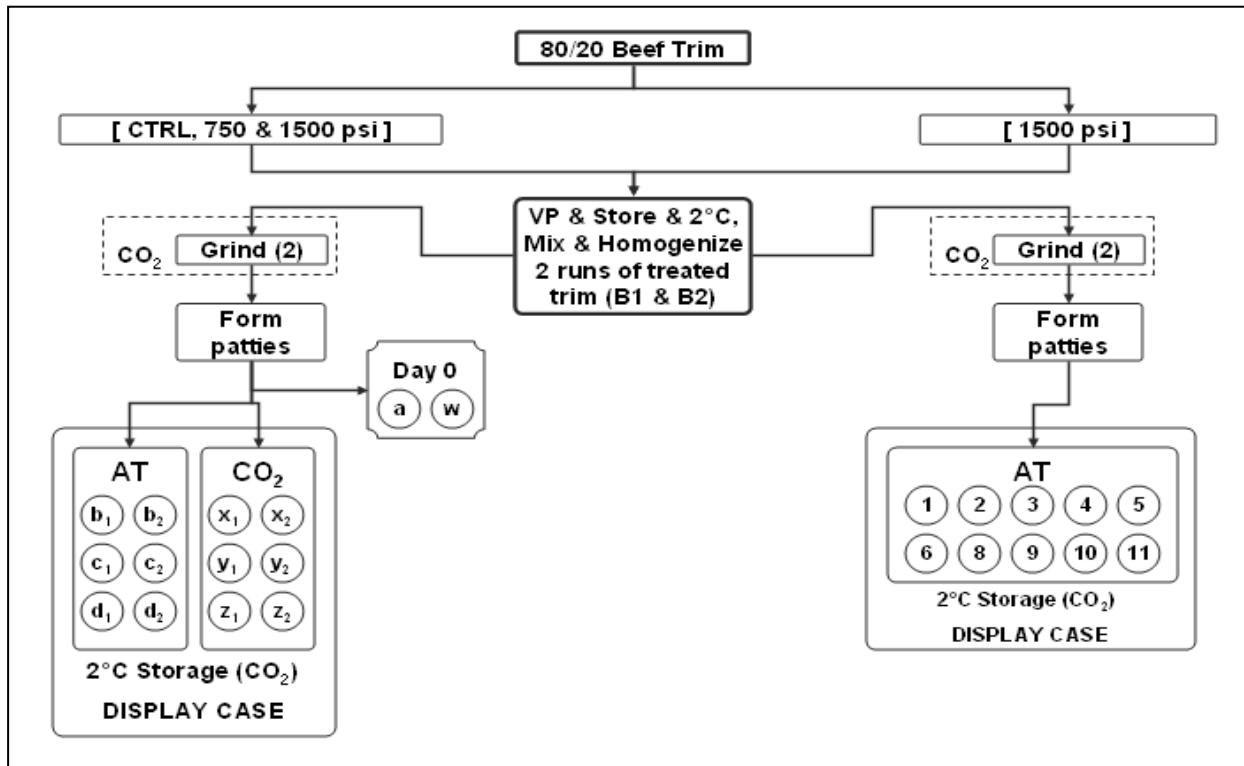 80/20 Beef Trim
[ CTRL, 750 & 1500 psi ]
[ 1500 psi ]
VP & Store & 2°C,
Mix & Homogenize
2 runs of treated
trim (B1 & B2)
CO₂
Grind (2)
CO₂
Grind (2)
Form
patties
Form
patties
Day 0
a w
AT
b₁ b₂
c₁ c₂
d₁ d₂
CO₂
x₁ x₂
y₁ y₂
z₁ z₂
2°C Storage (CO₂)
DISPLAY CASE
AT
1 2 3 4 5
6 8 9 10 11
2°C Storage (CO₂)
DISPLAY CASE